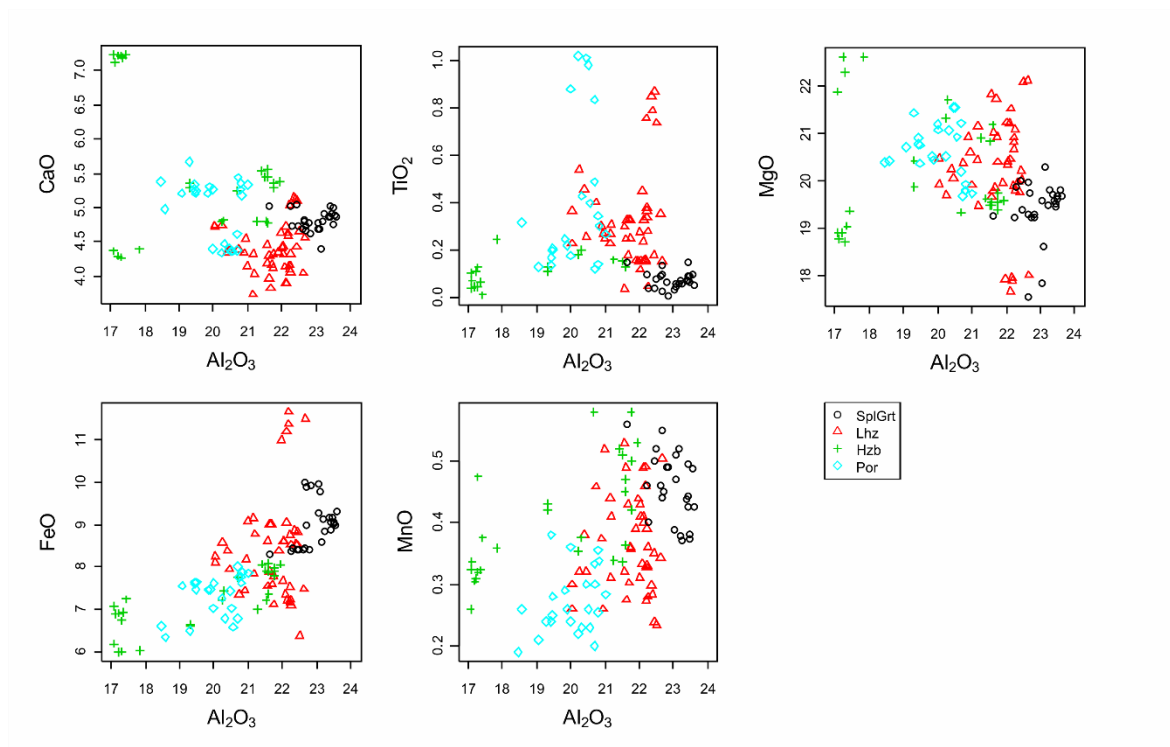 CaO
7.0
6.5
6.0
5.5
5.0
4.5
4.0
17 18 19 20 21 22 23 24
Al₂O₃
TiO₂
1.0
0.8
0.6
0.4
0.2
0.0
17 18 19 20 21 22 23 24
Al₂O₃
MgO
22
21
20
19
18
17 18 19 20 21 22 23 24
Al₂O₃
FeO
11
10
9
8
7
6
17 18 19 20 21 22 23 24
Al₂O₃
MnO
0.5
0.4
0.3
0.2
17 18 19 20 21 22 23 24
Al₂O₃
SplGrt
Lhz
Hzb
Por